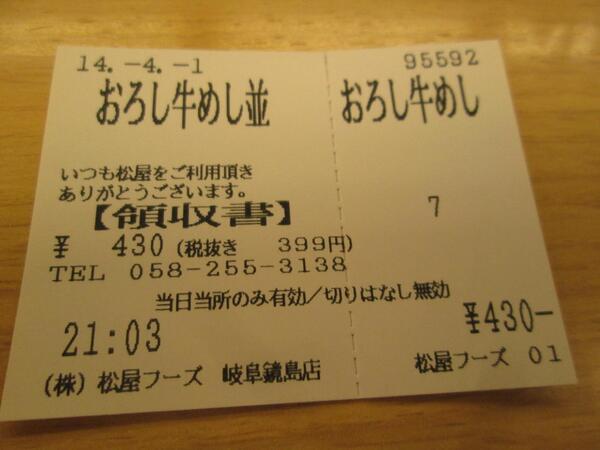 14.-4.-1
おろし牛めし並
いつも松屋をご利用頂き
ありがとうございます。
【領収書】
¥ 430(税抜き 399円)
TEL 058-255-3138
当日当所のみ有効/切りはなし無効
21:03
(株)松屋フーズ 岐阜鏡島店
95592
おろし牛めし
7
¥430-
松屋フーズ 01